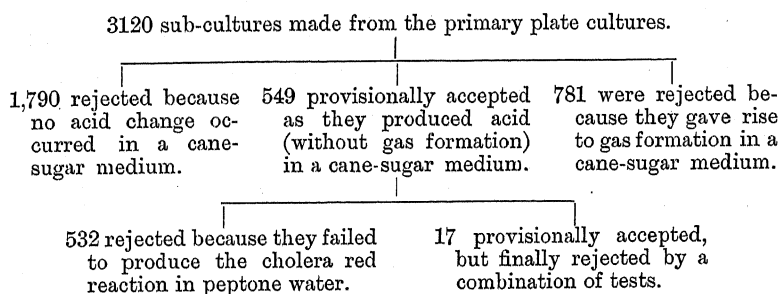 3120 sub-cultures made from the primary plate cultures.
1,790 rejected because
no acid change oc-
curred in a cane-
sugar medium.
549 provisionally accepted
as they produced acid
(without gas formation)
in a cane-sugar medium.
781 were rejected be-
cause they gave rise
to gas formation in a
cane-sugar medium.
532 rejected because they failed
to produce the cholera red
reaction in peptone water.
17 provisionally accepted,
but finally rejected by a
combination of tests.